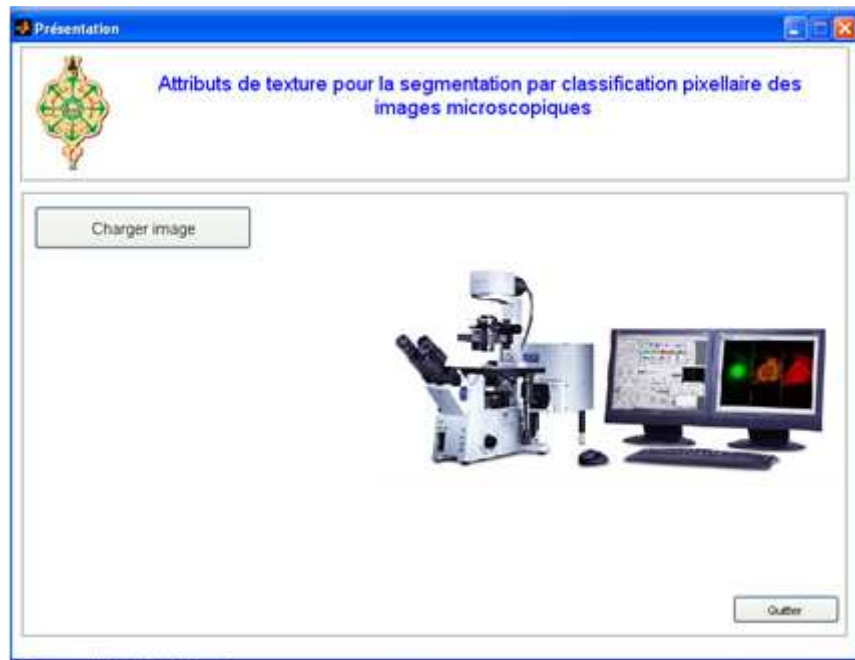 Présentation
Attributs de texture pour la segmentation par classification pixellaire des
images microscopiques
Charger image
Quitter